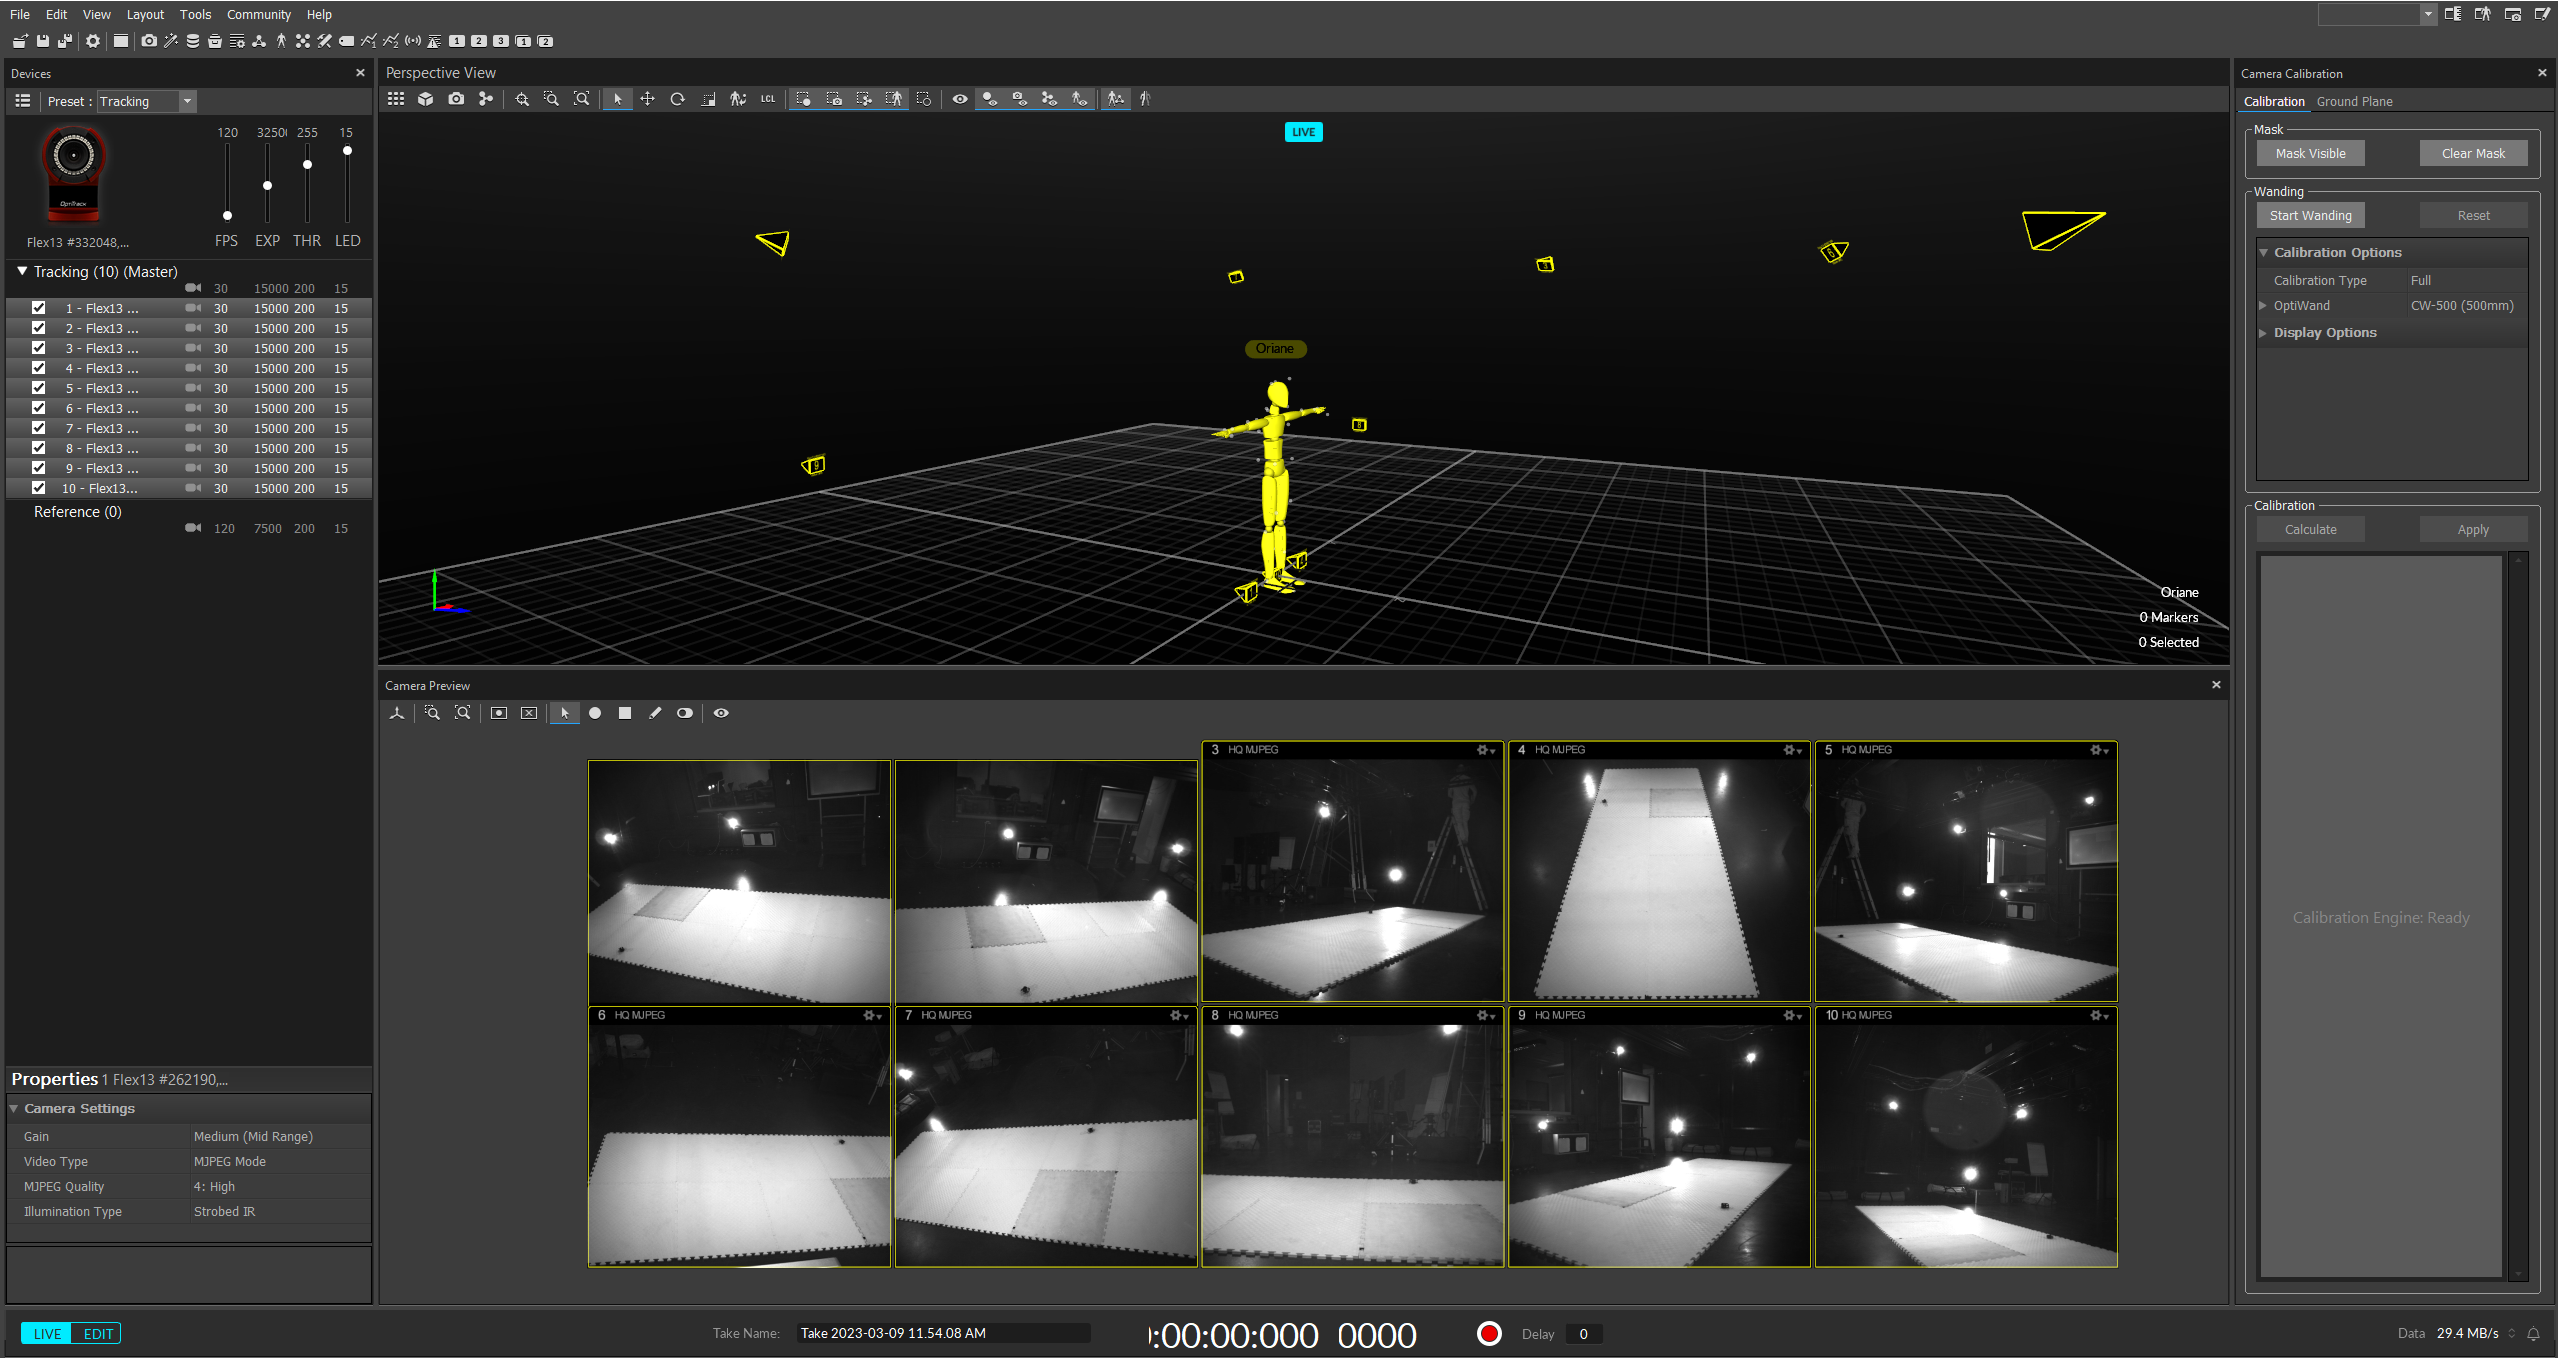 File Edit View Layout Tools Community Help
1 2 3 1 2
Devices
Preset : Tracking
120 32500 255 15
OptiTrack
Flex13 #332048,...
FPS EXP THR LED
Tracking (10) (Master)
30 15000 200 15
1 - Flex13 ... 30 15000 200 15
2 - Flex13 ... 30 15000 200 15
3 - Flex13 ... 30 15000 200 15
4 - Flex13 ... 30 15000 200 15
5 - Flex13 ... 30 15000 200 15
6 - Flex13 ... 30 15000 200 15
7 - Flex13 ... 30 15000 200 15
8 - Flex13 ... 30 15000 200 15
9 - Flex13 ... 30 15000 200 15
10 - Flex13... 30 15000 200 15
Reference (0)
120 7500 200 15
Properties 1 Flex13 #262190,...
Camera Settings
Gain Medium (Mid Range)
Video Type MJPEG Mode
MJPEG Quality 4: High
Illumination Type Strobed IR
Perspective View
LCL
LIVE
Oriane
9
Oriane
0 Markers
0 Selected
Camera Preview
3 HQ MJPEG
4 HQ MJPEG
5 HQ MJPEG
6 HQ MJPEG
7 HQ MJPEG
8 HQ MJPEG
9 HQ MJPEG
10 HQ MJPEG
Camera Calibration
Calibration Ground Plane
Mask
Mask Visible Clear Mask
Wanding
Start Wanding Reset
Calibration Options
Calibration Type Full
OptiWand CW-500 (500mm)
Display Options
Calibration
Calculate Apply
Calibration Engine: Ready
LIVE EDIT
Take Name: Take 2023-03-09 11.54.08 AM
:00:00:000 0000
Delay 0
Data 29.4 MB/s